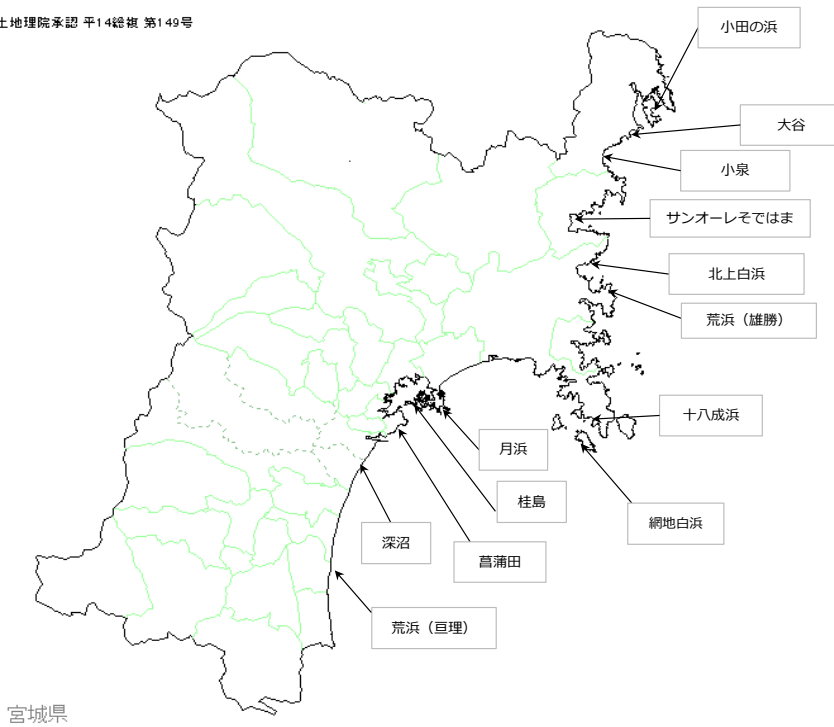 土地理院承認 平14総複 第149号
小田の浜
大谷
小泉
サンオーレそではま
北上白浜
荒浜（雄勝）
十八成浜
月浜
桂島
網地白浜
深沼
菖蒲田
荒浜（亘理）
宮城県